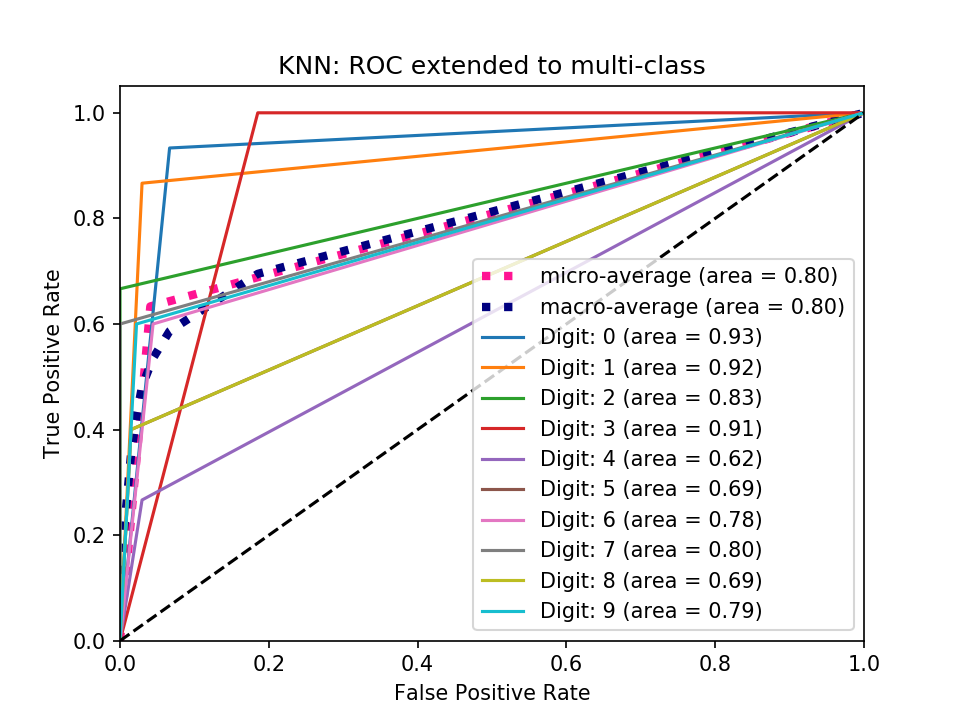 KNN: ROC extended to multi-class
1.0
0.8
0.6
0.4
0.2
0.0
True Positive Rate
micro-average (area = 0.80)
macro-average (area = 0.80)
Digit: 0 (area = 0.93)
Digit: 1 (area = 0.92)
Digit: 2 (area = 0.83)
Digit: 3 (area = 0.91)
Digit: 4 (area = 0.62)
Digit: 5 (area = 0.69)
Digit: 6 (area = 0.78)
Digit: 7 (area = 0.80)
Digit: 8 (area = 0.69)
Digit: 9 (area = 0.79)
0.0 0.2 0.4 0.6 0.8 1.0
False Positive Rate